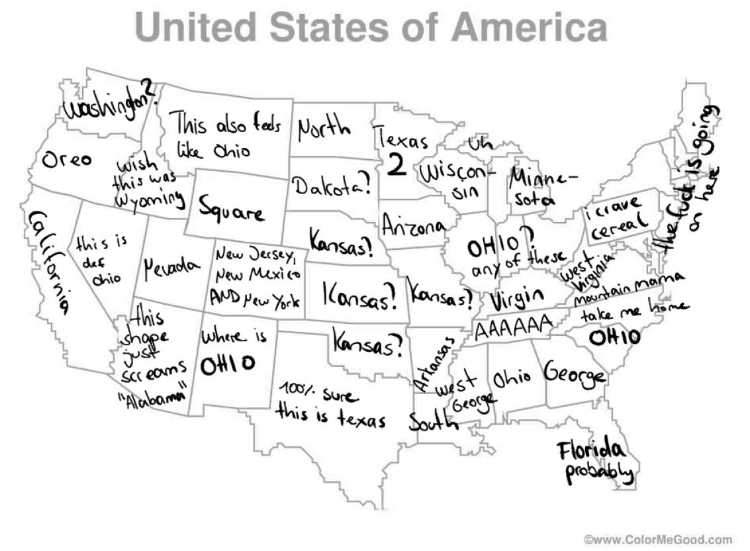 United States of America
Washington?
This also feels
like Ohio
North
Texas
2
uh
Wiscon-
sin
Minne-
sota
the fuck is going
on here
Oreo
wish
this was
Wyoming
Square
Dakota?
Arizona
i crave
cereal
California
this is
def
Ohio
Nevada
New Jersey,
New Mexico
AND New York
Kansas?
OHIO?
any of these
west
virginia
mountain mama
take me home
Kansas?
Kansas?
Virgin
this
shape
just
screams
"Alabama"
Where is
OHIO
Kansas?
AAAAAA
OHIO
100% sure
this is texas
Arkansas
South
west
George
Ohio
George
Florida
probably
©www.ColorMeGood.com